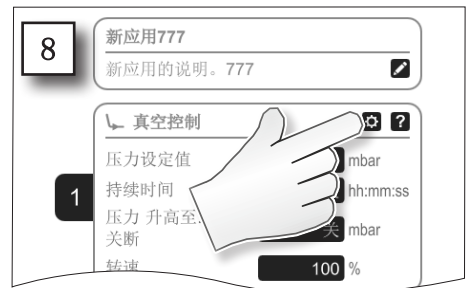 8
新应用777
新应用的说明。777
真空控制
?
压力设定值 mbar
1
持续时间 hh:mm:ss
压力 升高至
关断 关 mbar
转速 100 %